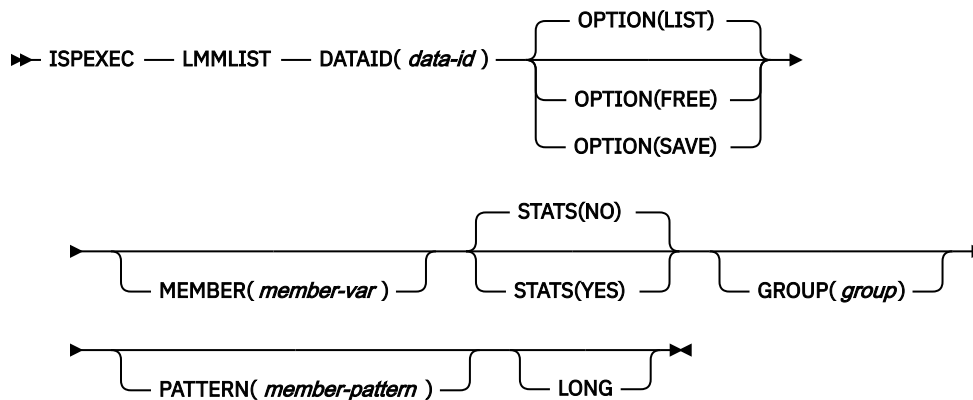 OPTION(LIST)
ISPEXEC LMMLIST DATAID( data-id )
OPTION(FREE)
OPTION(SAVE)
STATS(NO)
MEMBER( member-var ) STATS(YES) GROUP( group )
PATTERN( member-pattern ) LONG